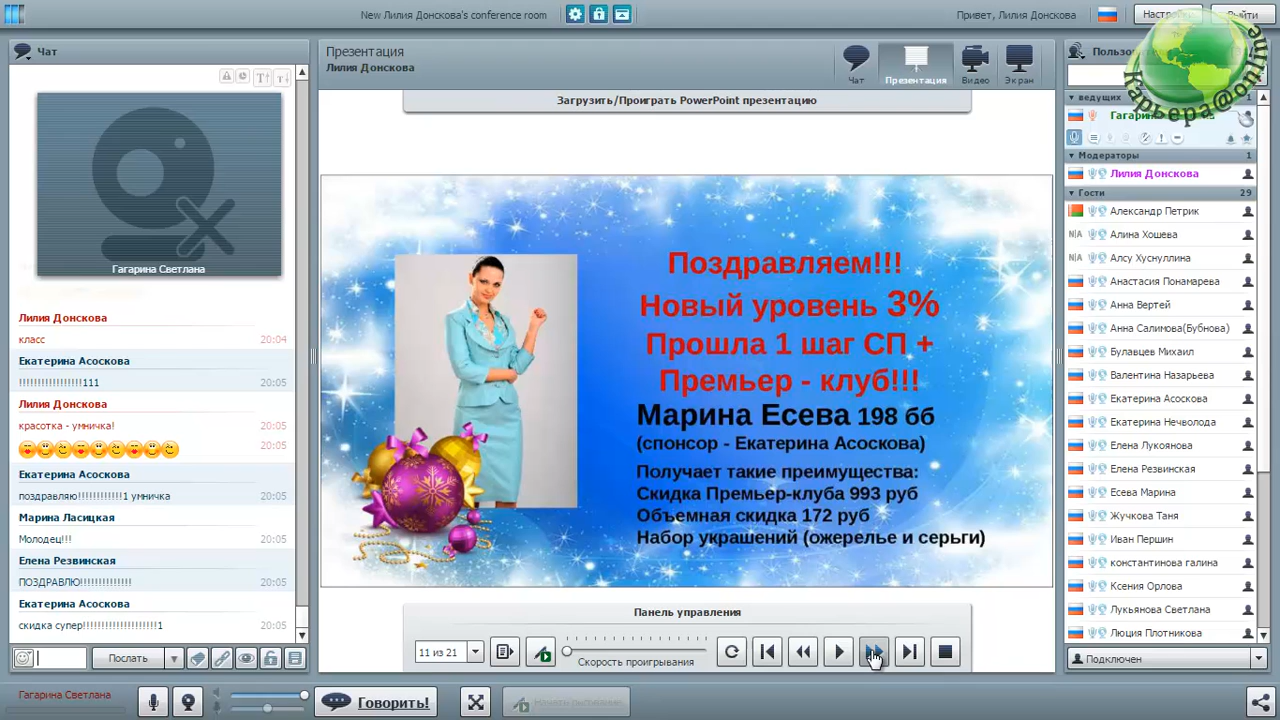 New Лилия Донскова's conference room
Привет, Лилия Донскова
Выйти
Карьера@online
Чат
Гагарина Светлана
Лилия Донскова
класс 20:04
Екатерина Асоскова
!!!!!!!!!!!!!!!!!111 20:05
Лилия Донскова
красотка - умничка! 20:05
20:05
Екатерина Асоскова
поздравляю!!!!!!!!!!!!1 умничка 20:05
Марина Ласицкая
Молодец!!! 20:05
Елена Резвинская
ПОЗДРАВЛЮ!!!!!!!!!!!!!! 20:05
Екатерина Асоскова
скидка супер!!!!!!!!!!!!!!!!!!!!1 20:05
Послать
Гагарина Светлана
Говорить!
Презентация
Лилия Донскова
Чат
Презентация
Видео
Экран
Загрузить/Проиграть PowerPoint презентацию
Поздравляем!!!
Новый уровень 3%
Прошла 1 шаг СП +
Премьер - клуб!!!
Марина Есева 198 бб
(спонсор - Екатерина Асоскова)
Получает такие преимущества:
Скидка Премьер-клуба 993 руб
Объемная скидка 172 руб
Набор украшений (ожерелье и серьги)
Панель управления
11 из 21
Скорость проигрывания
ведущих 1
Модераторы 1
Лилия Донскова
Гости 29
Александр Петрик
N/A Алина Хошева
N/A Алсу Хуснуллина
Анастасия Понамарева
Анна Вертей
Анна Салимова(Бубнова)
Булавцев Михаил
Валентина Назарьева
Екатерина Асоскова
Екатерина Нечволода
Елена Лукоянова
Елена Резвинская
Есева Марина
Жучкова Таня
Иван Першин
константинова галина
Ксения Орлова
Лукьянова Светлана
Люция Плотникова
Подключен